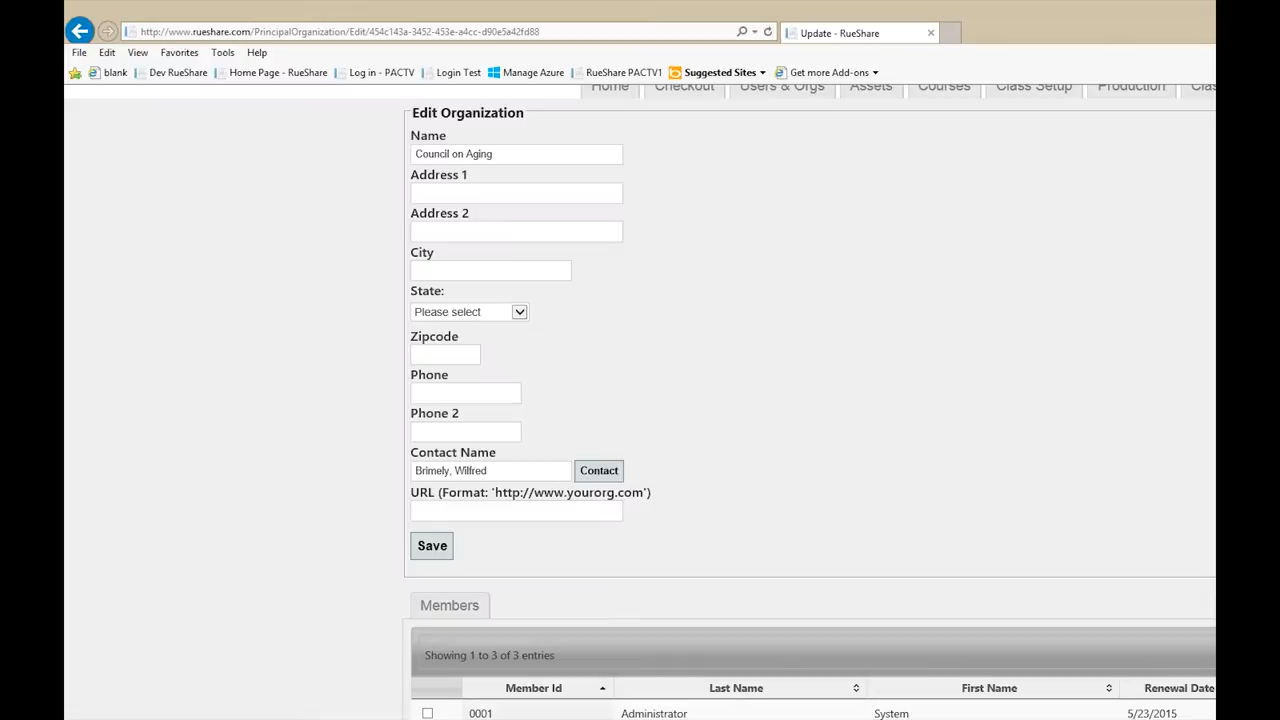 http://www.rueshare.com/PrincipalOrganization/Edit/454c143a-3452-453e-a4cc-d90e5a42fd88
Update - RueShare
File Edit View Favorites Tools Help
blank Dev RueShare Home Page - RueShare Log in - PACTV Login Test Manage Azure RueShare PACTV1 Suggested Sites Get more Add-ons
Home Checkout Users & Orgs Assets Courses Class Setup Production Clas
Edit Organization
Name
Council on Aging
Address 1
Address 2
City
State:
Please select
Zipcode
Phone
Phone 2
Contact Name
Brimely, Wilfred Contact
URL (Format: 'http://www.yourorg.com')
Save
Members
Showing 1 to 3 of 3 entries
Member Id Last Name First Name Renewal Date
0001 Administrator System 5/23/2015